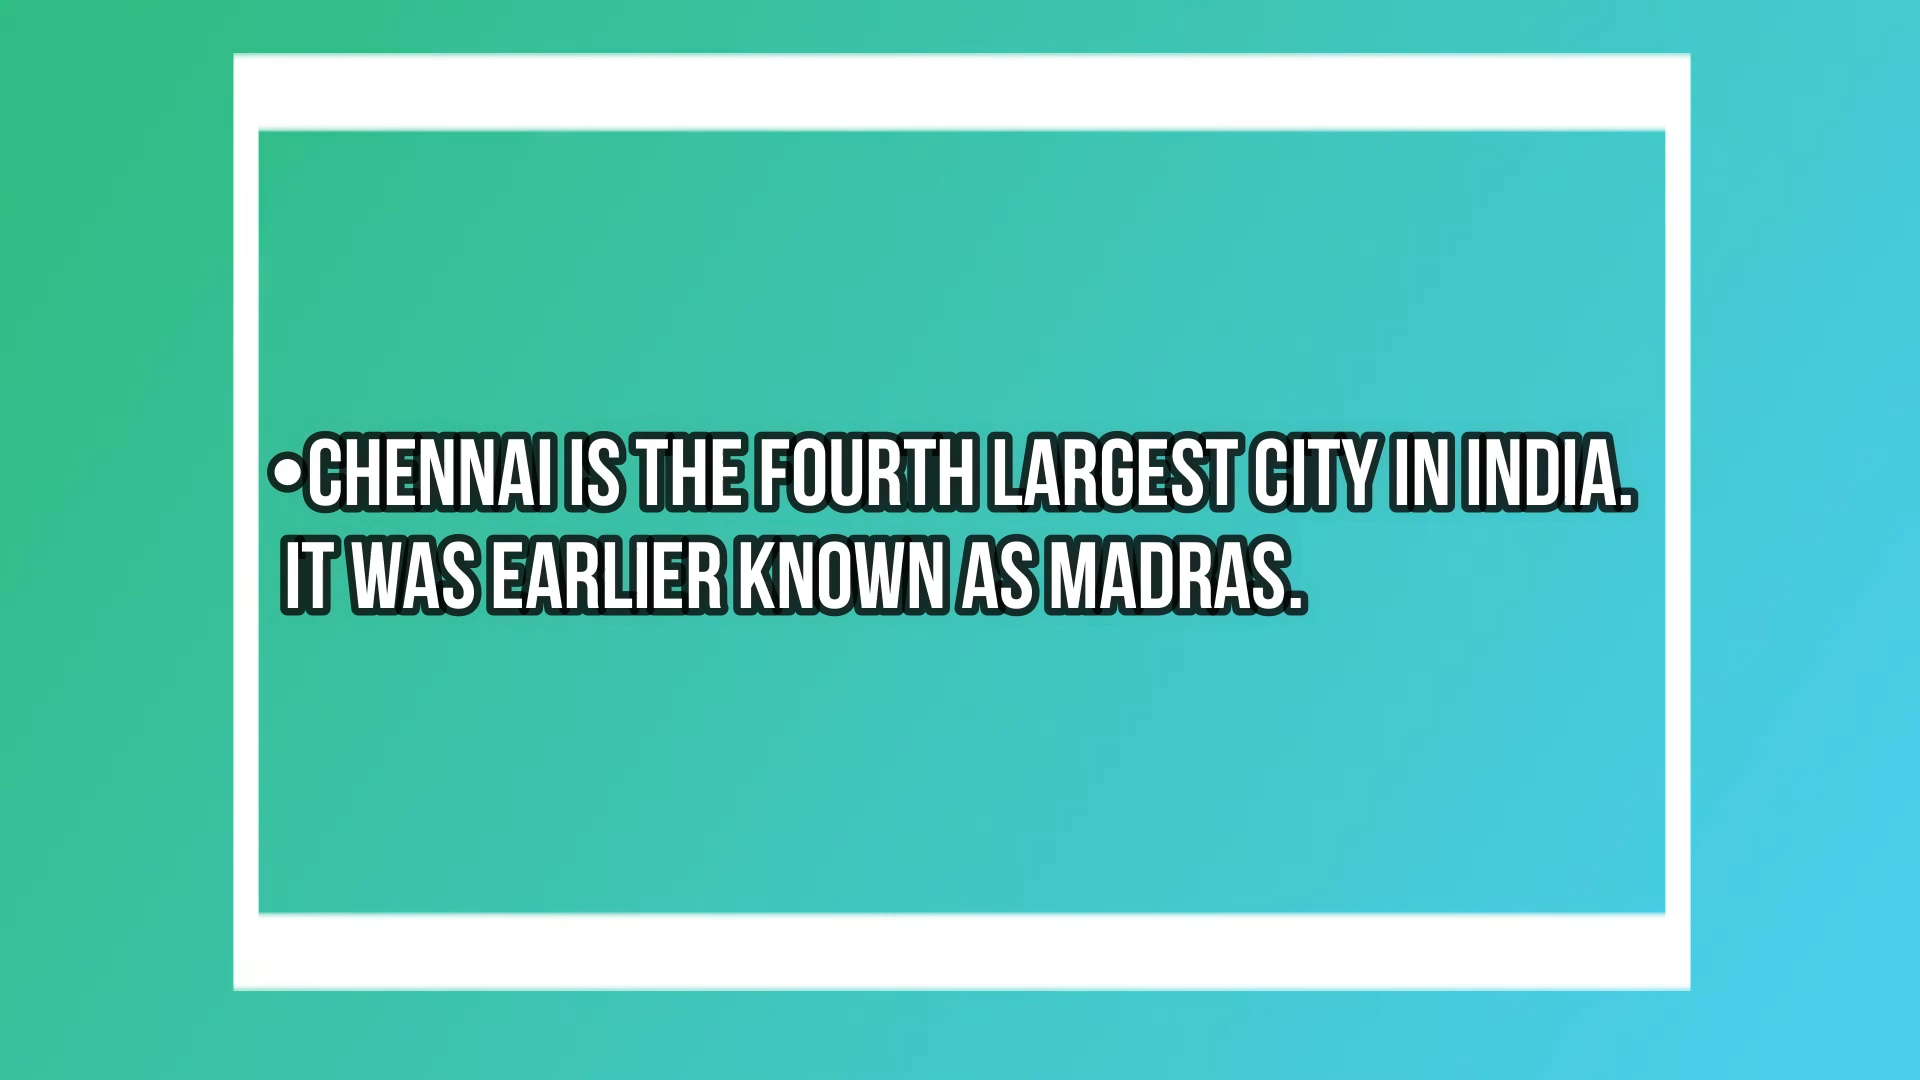 •CHENNAI IS THE FOURTH LARGEST CITY IN INDIA.
IT WAS EARLIER KNOWN AS MADRAS.